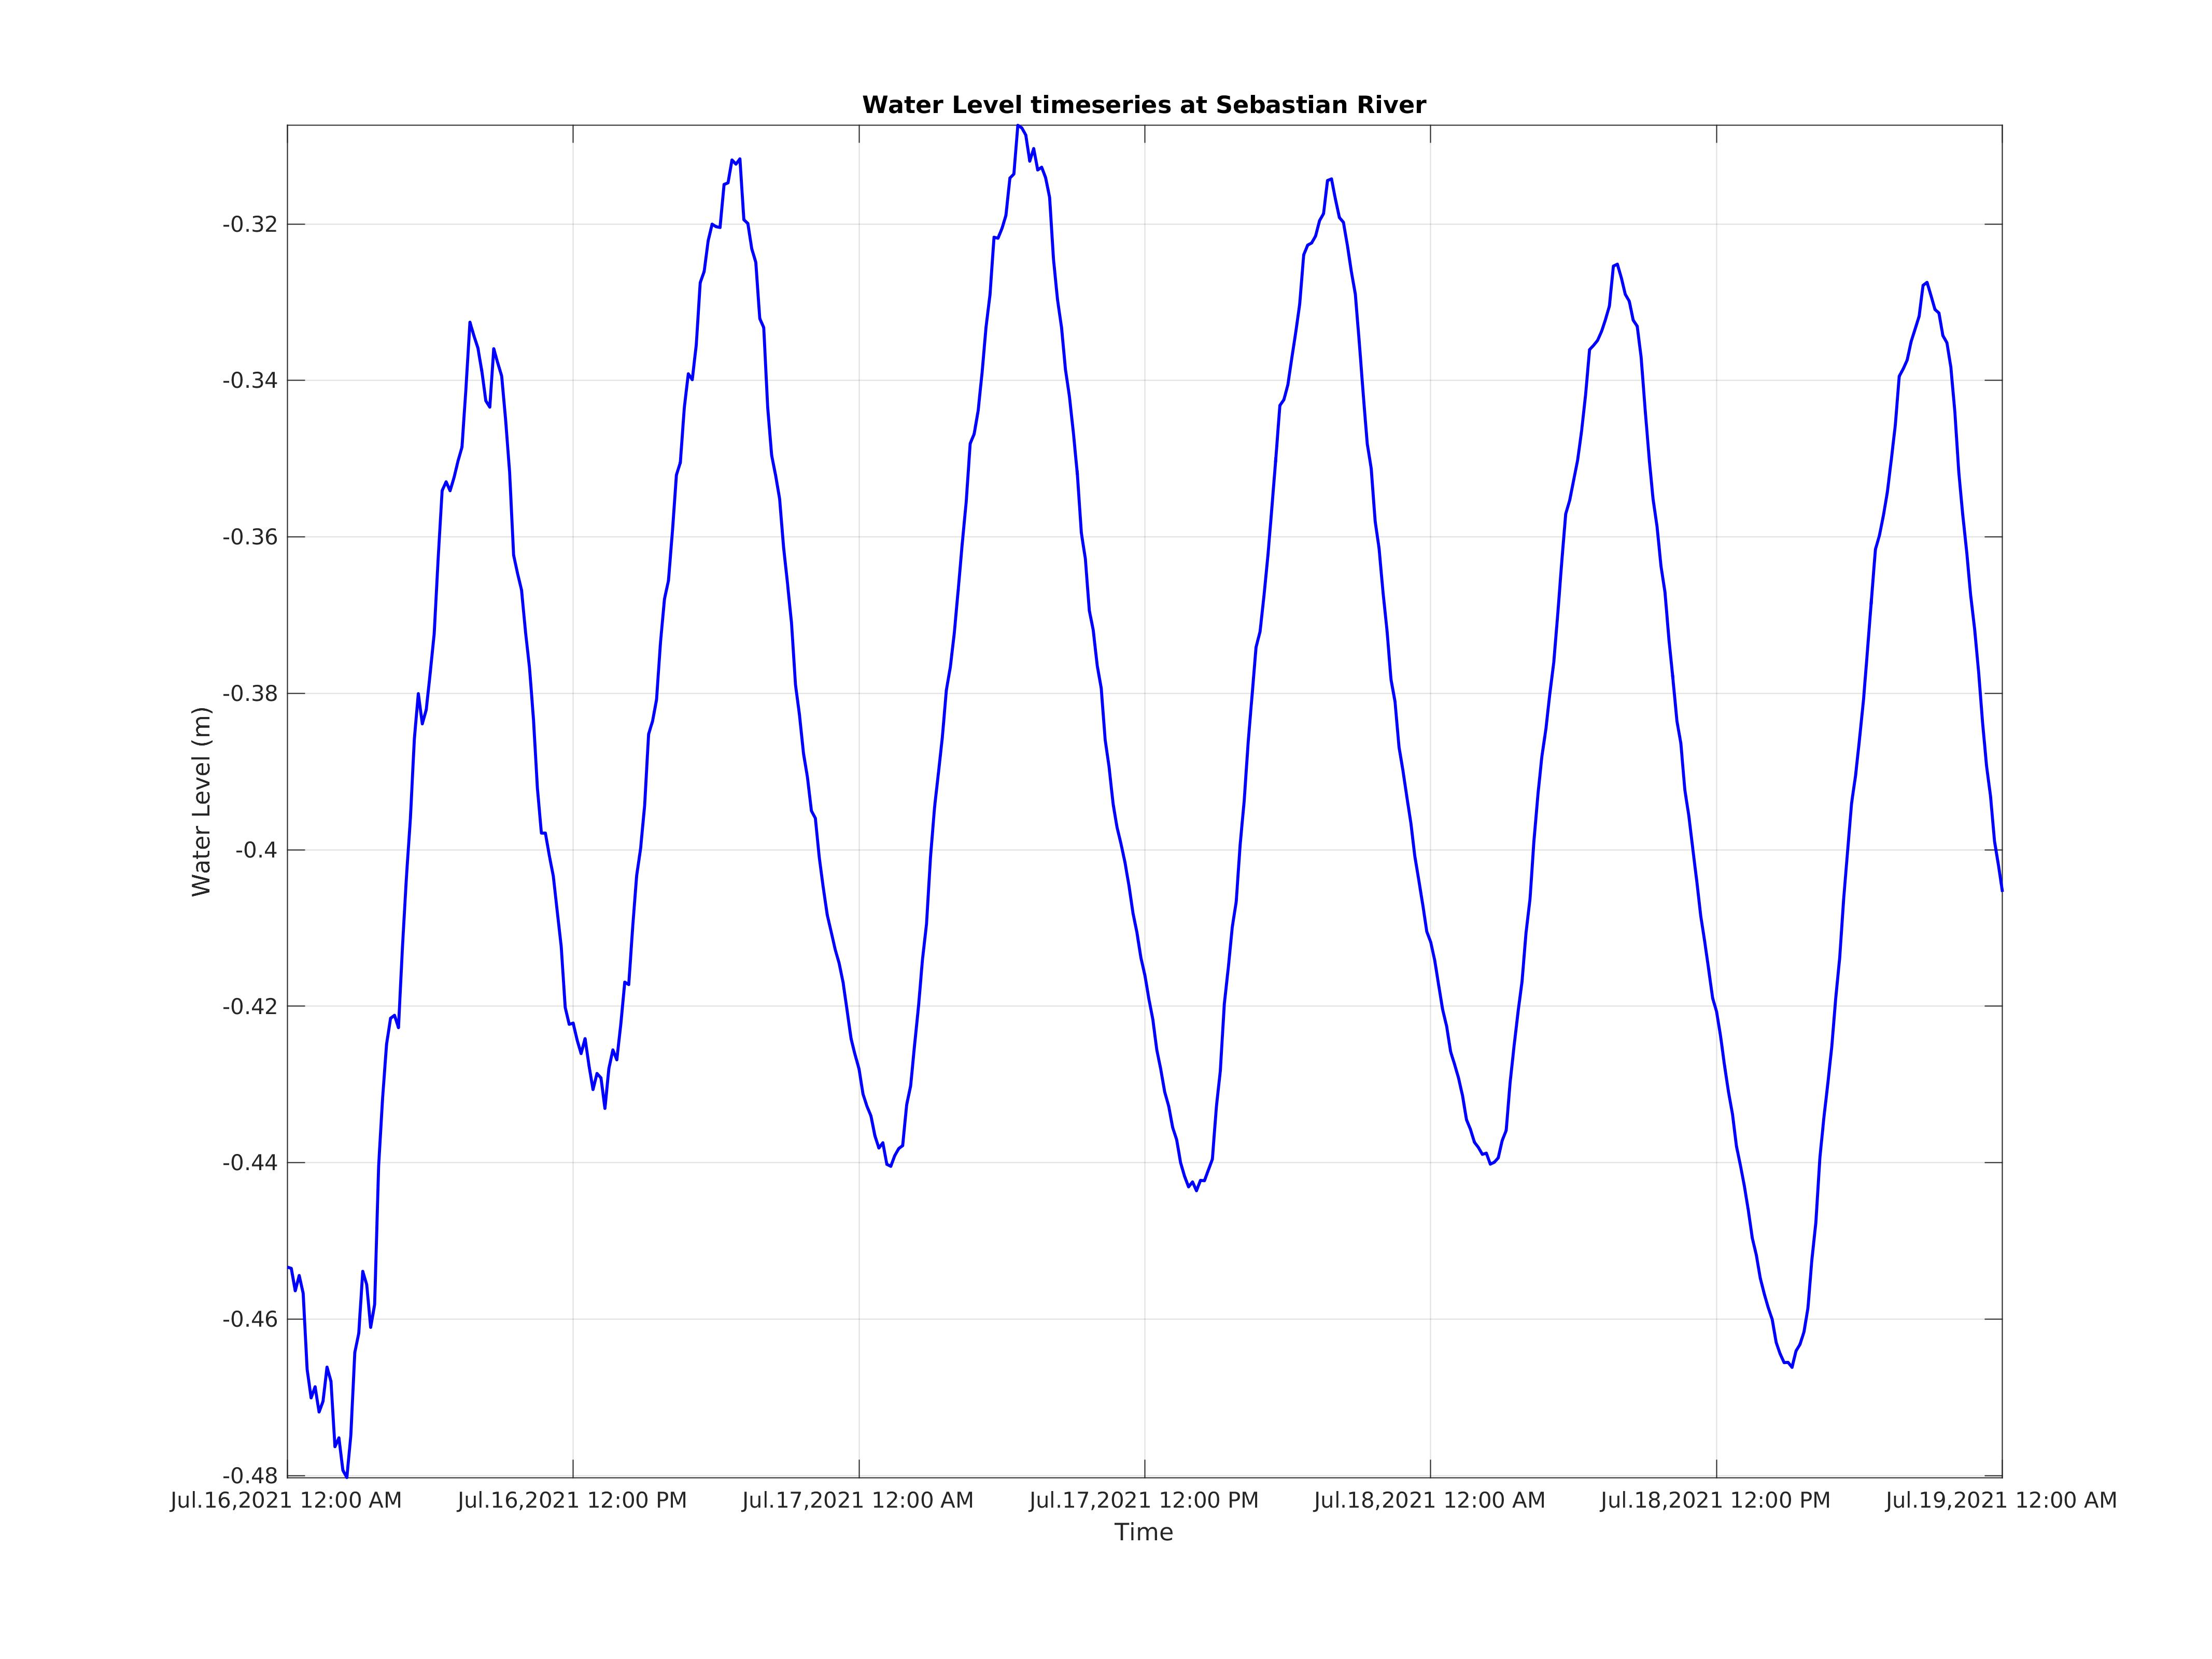 Water Level timeseries at Sebastian River
-0.32
-0.34
-0.36
-0.38
-0.4
-0.42
-0.44
-0.46
-0.48
Water Level (m)
Jul.16,2021 12:00 AM Jul.16,2021 12:00 PM Jul.17,2021 12:00 AM Jul.17,2021 12:00 PM Jul.18,2021 12:00 AM Jul.18,2021 12:00 PM Jul.19,2021 12:00 AM
Time